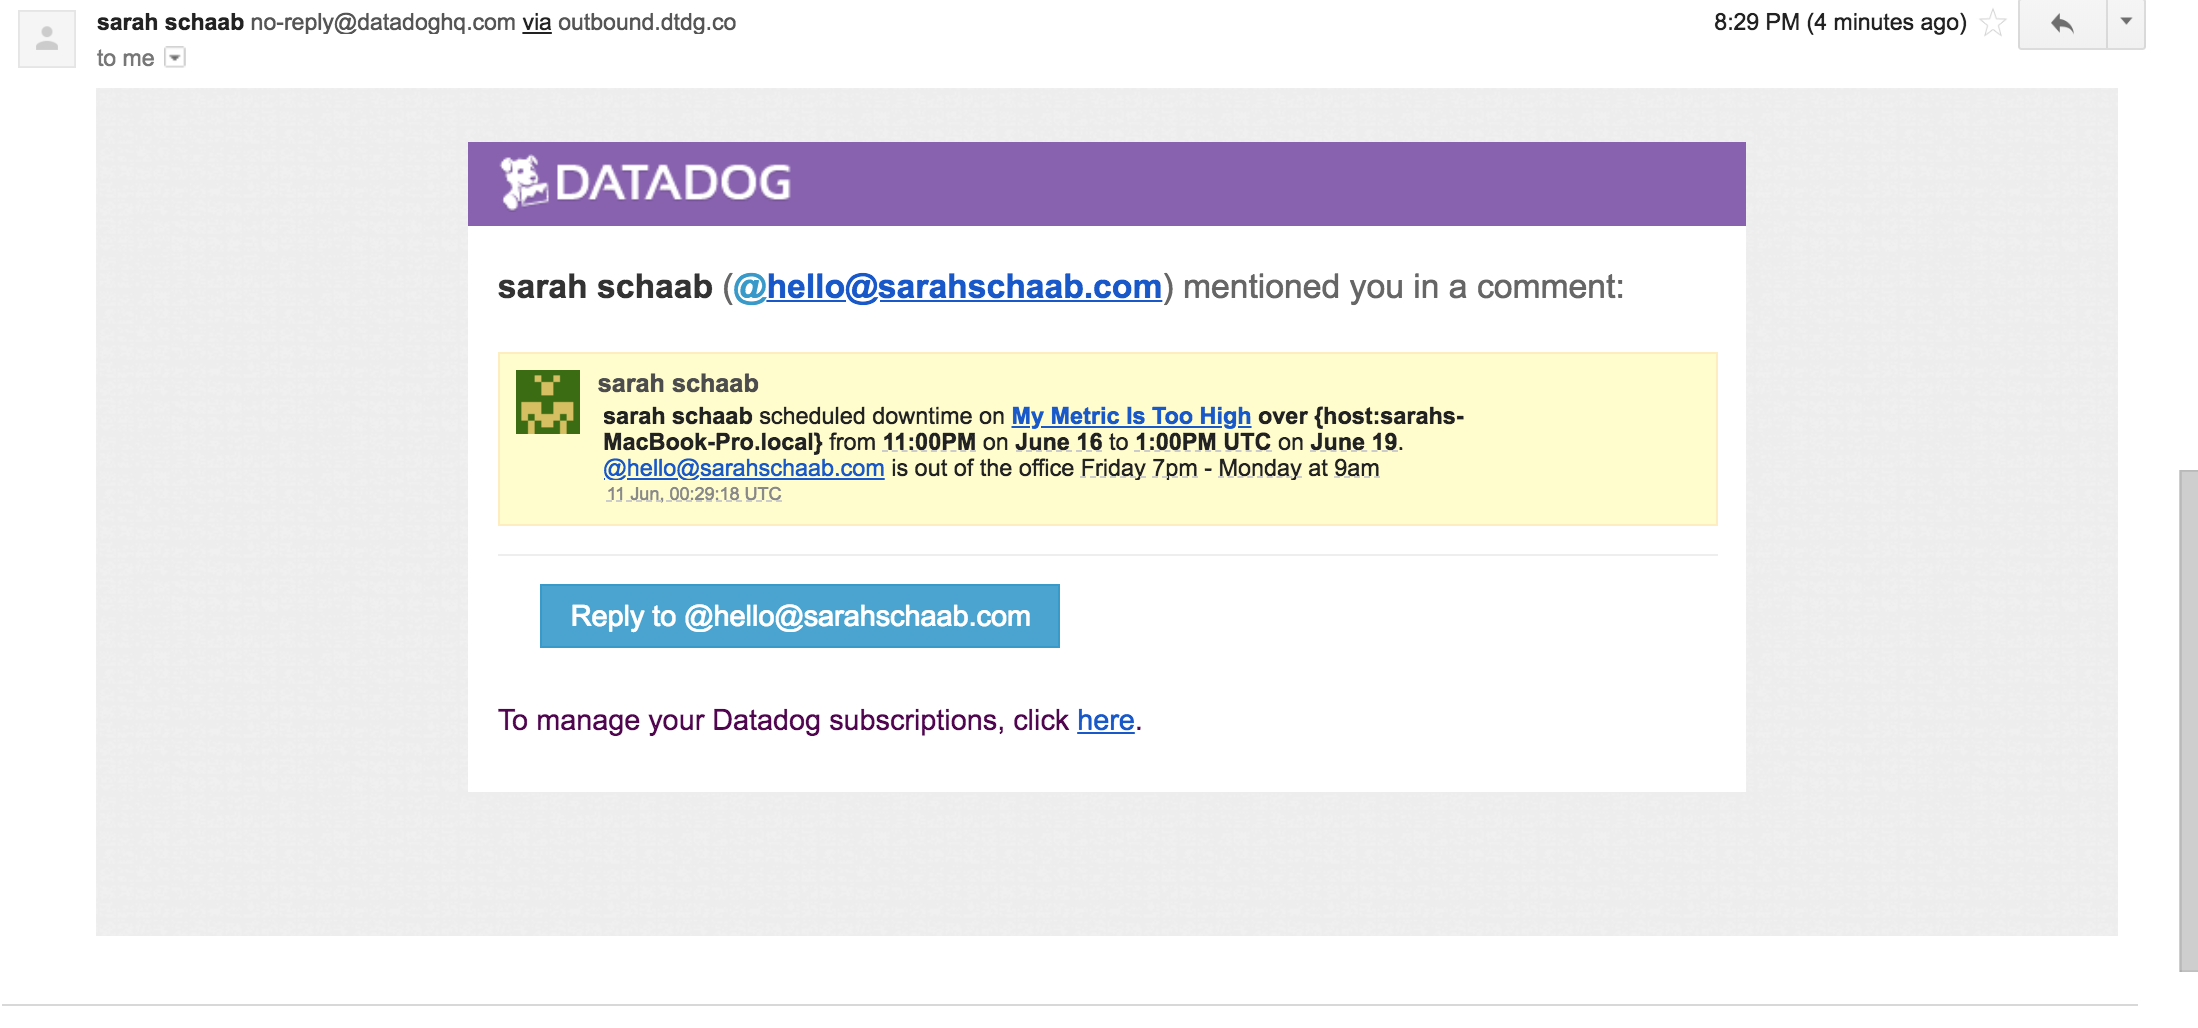 sarah schaab no-reply@datadoghq.com via outbound.dtdg.co
8:29 PM (4 minutes ago)
to me
DATADOG
sarah schaab (@hello@sarahschaab.com) mentioned you in a comment:
sarah schaab
sarah schaab scheduled downtime on My Metric Is Too High over {host:sarahs-
MacBook-Pro.local} from 11:00PM on June 16 to 1:00PM UTC on June 19.
@hello@sarahschaab.com is out of the office Friday 7pm - Monday at 9am
11 Jun, 00:29:18 UTC
Reply to @hello@sarahschaab.com
To manage your Datadog subscriptions, click here.